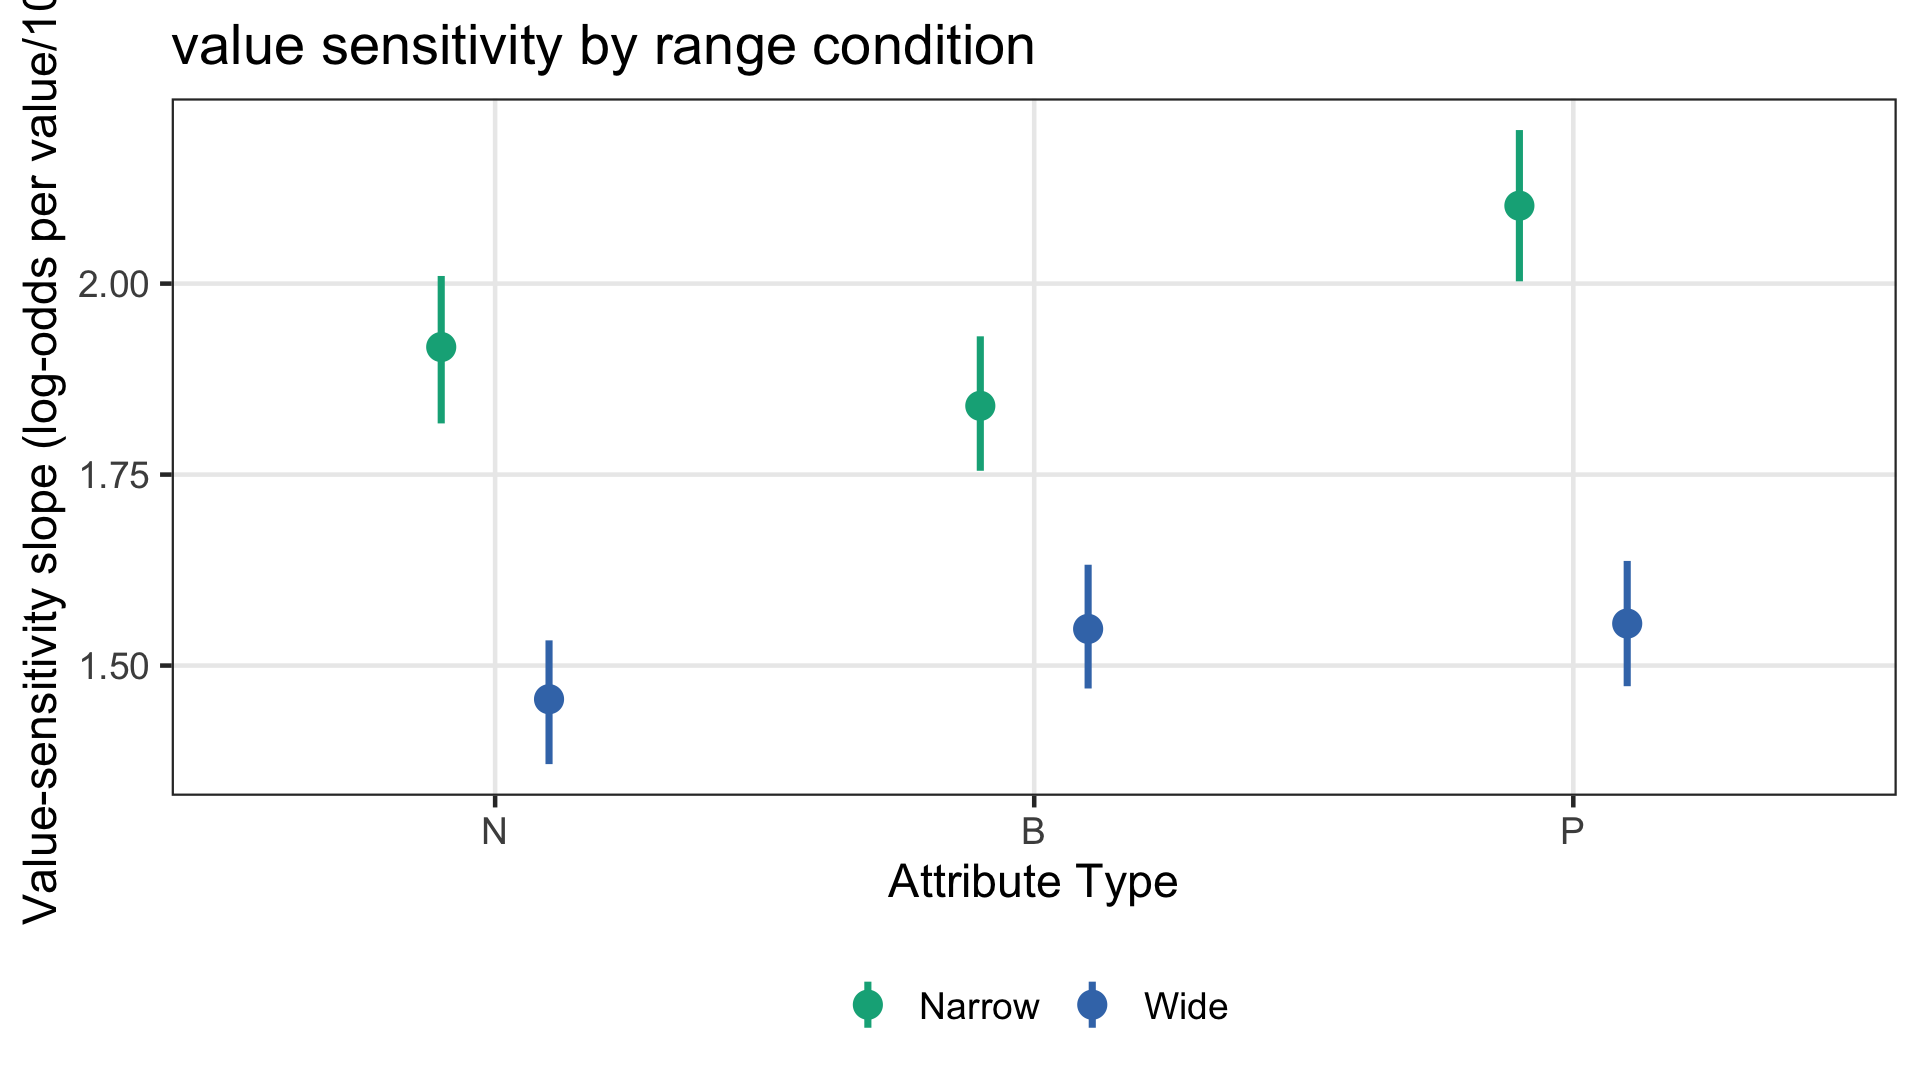 value sensitivity by range condition
Value-sensitivity slope (log-odds per value/10
2.00
1.75
1.50
N
B
P
Attribute Type
Narrow
Wide